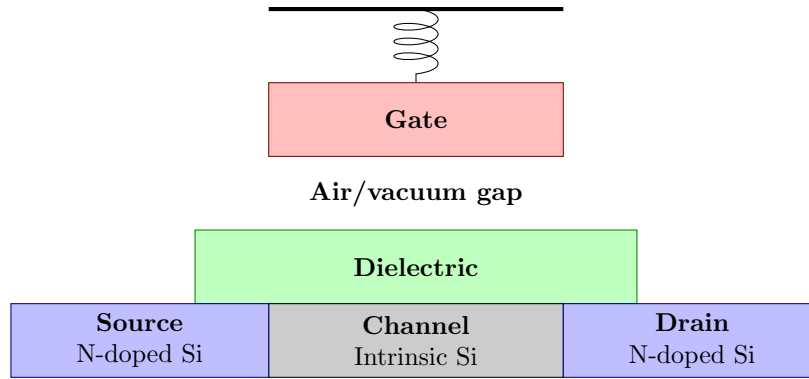 Gate
Air/vacuum gap
Dielectric
Source
N-doped Si
Channel
Intrinsic Si
Drain
N-doped Si